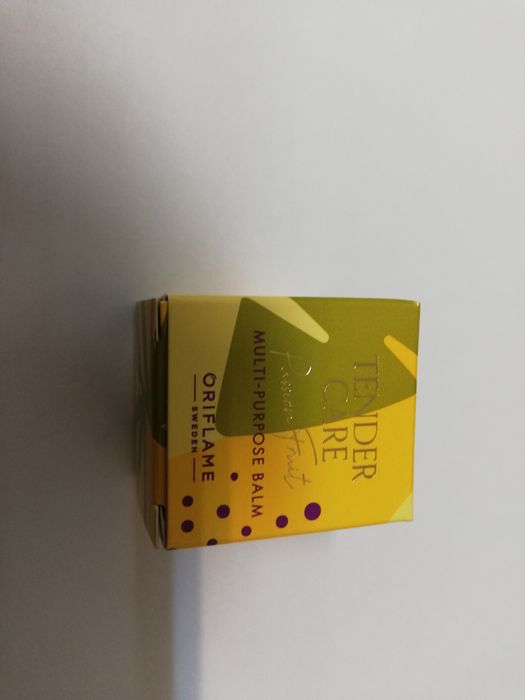 TENDER
CARE
Passion Fruit
MULTI-PURPOSE BALM
ORIFLAME
SWEDEN